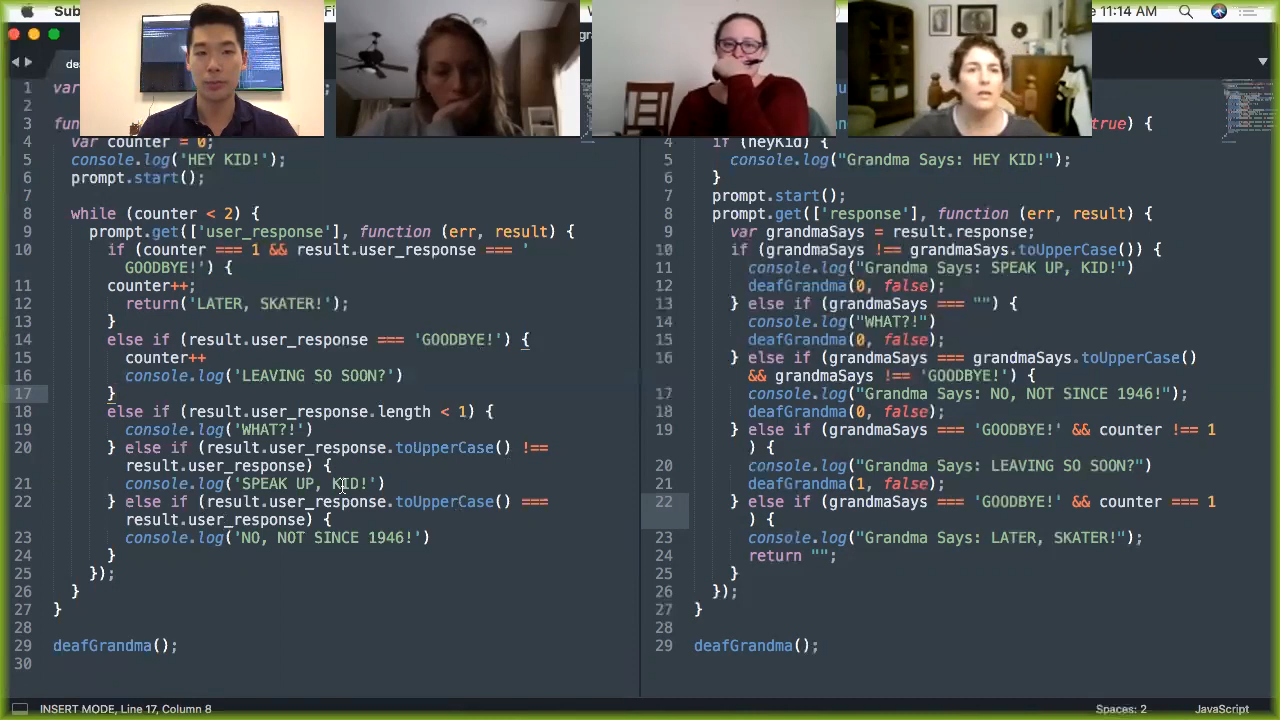 11:14 AM
1 va
2
3 fu
4 var counter = 0;
5 console.log('HEY KID!');
6 prompt.start();
7
8 while (counter < 2) {
9 prompt.get(['user_response'], function (err, result) {
10 if (counter === 1 && result.user_response === '
GOODBYE!') {
11 counter++;
12 return('LATER, SKATER!');
13 }
14 else if (result.user_response === 'GOODBYE!') {
15 counter++
16 console.log('LEAVING SO SOON?')
17 }
18 else if (result.user_response.length < 1) {
19 console.log('WHAT?!')
20 } else if (result.user_response.toUpperCase() !==
result.user_response) {
21 console.log('SPEAK UP, KID!')
22 } else if (result.user_response.toUpperCase() ===
result.user_response) {
23 console.log('NO, NOT SINCE 1946!')
24 }
25 });
26 }
27 }
28
29 deafGrandma();
30
true) {
4 if (heyKid) {
5 console.log("Grandma Says: HEY KID!");
6 }
7 prompt.start();
8 prompt.get(['response'], function (err, result) {
9 var grandmaSays = result.response;
10 if (grandmaSays !== grandmaSays.toUpperCase()) {
11 console.log("Grandma Says: SPEAK UP, KID!")
12 deafGrandma(0, false);
13 } else if (grandmaSays === "") {
14 console.log("WHAT?!")
15 deafGrandma(0, false);
16 } else if (grandmaSays === grandmaSays.toUpperCase()
&& grandmaSays !== 'GOODBYE!') {
17 console.log("Grandma Says: NO, NOT SINCE 1946!");
18 deafGrandma(0, false);
19 } else if (grandmaSays === 'GOODBYE!' && counter !== 1
) {
20 console.log("Grandma Says: LEAVING SO SOON?")
21 deafGrandma(1, false);
22 } else if (grandmaSays === 'GOODBYE!' && counter === 1
) {
23 console.log("Grandma Says: LATER, SKATER!");
24 return "";
25 }
26 });
27 }
28
29 deafGrandma();
INSERT MODE, Line 17, Column 8
Spaces: 2
JavaScript